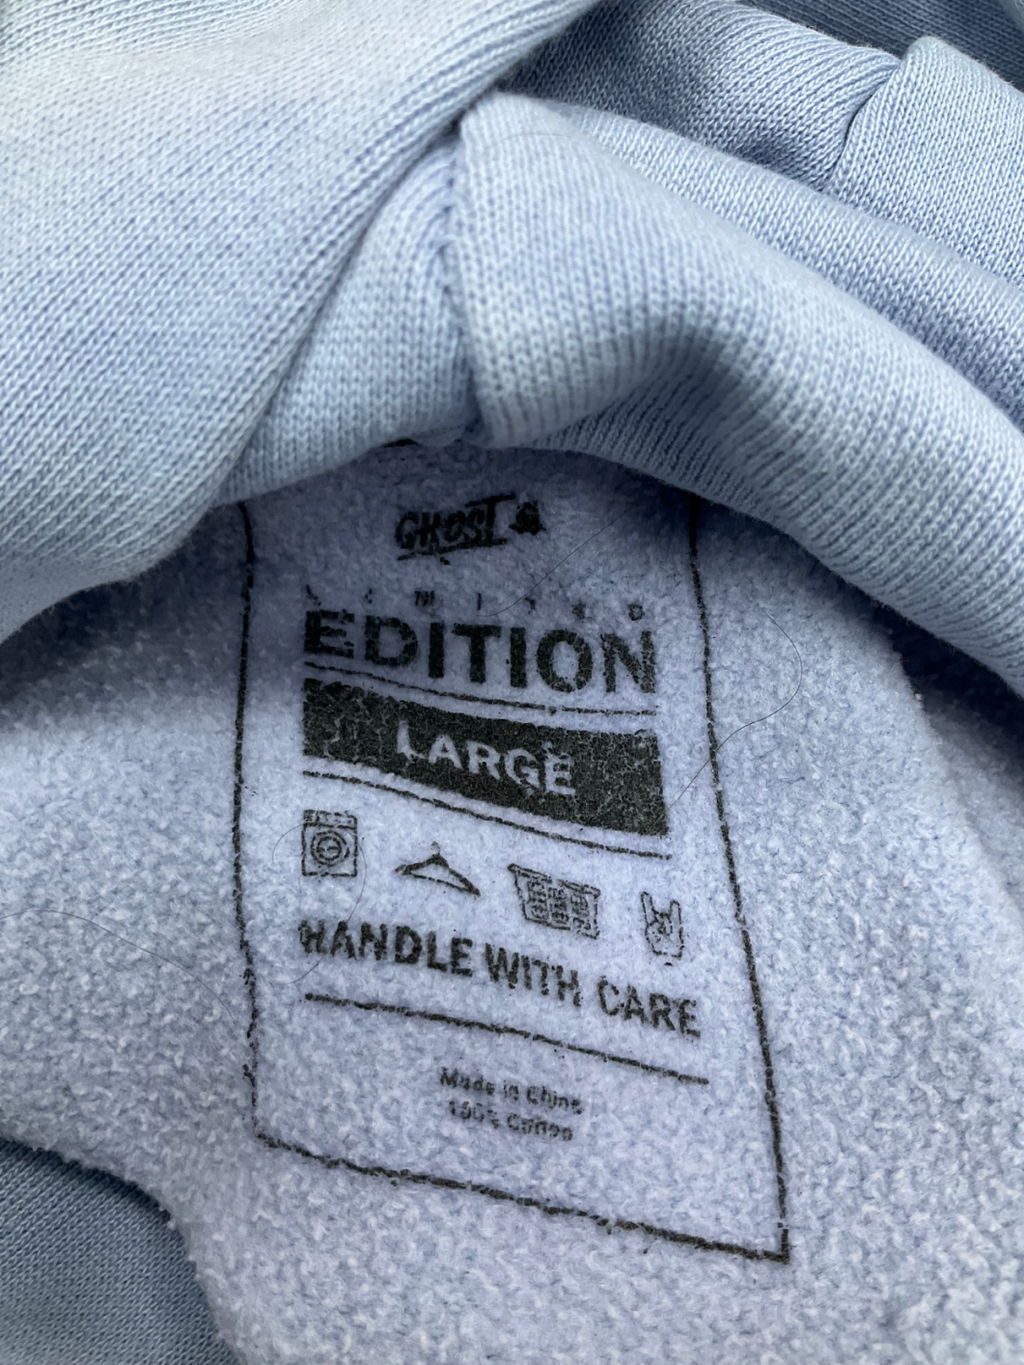 GHOST
LIMITED
EDITION
LARGE
HANDLE WITH CARE
Made in China
100% Cotton